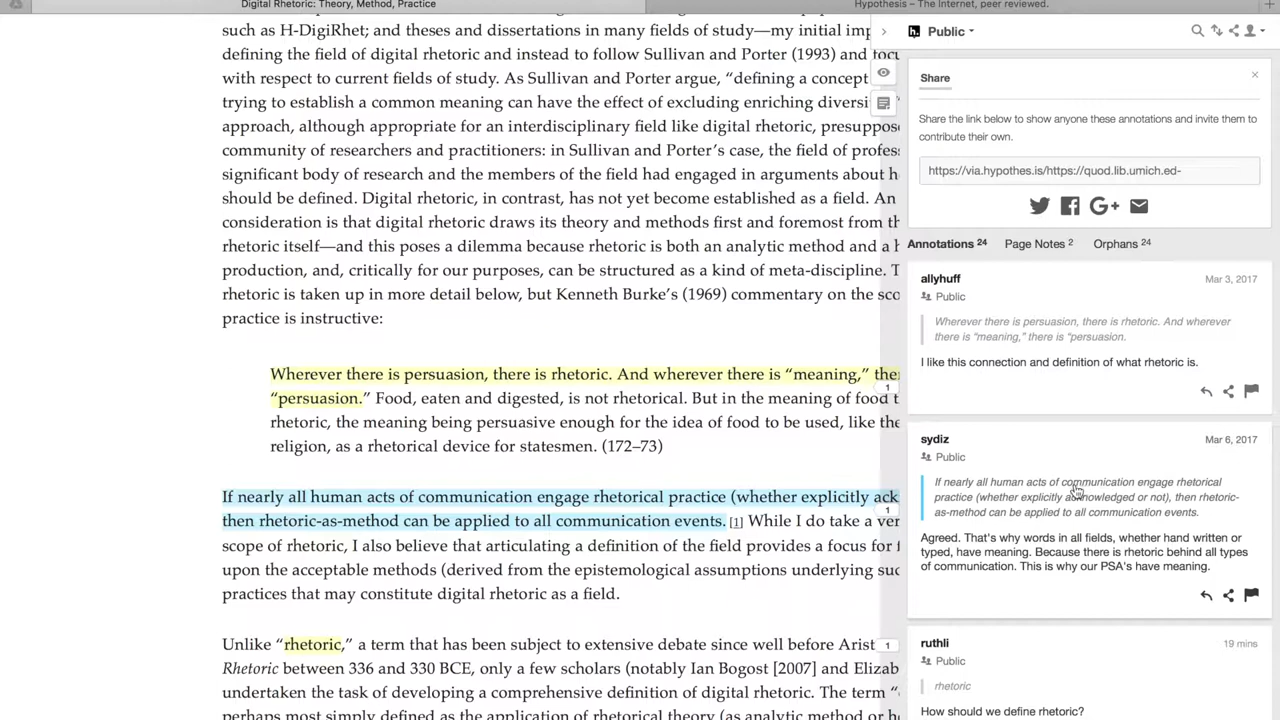 Digital Rhetoric: Theory, Method, Practice
Hypothesis – The Internet, peer reviewed.
such as H-DigiRhet; and theses and dissertations in many fields of study—my initial imp
defining the field of digital rhetoric and instead to follow Sullivan and Porter (1993) and focu
with respect to current fields of study. As Sullivan and Porter argue, “defining a concept
trying to establish a common meaning can have the effect of excluding enriching diversi
approach, although appropriate for an interdisciplinary field like digital rhetoric, presuppos
community of researchers and practitioners: in Sullivan and Porter’s case, the field of profes
significant body of research and the members of the field had engaged in arguments about h
should be defined. Digital rhetoric, in contrast, has not yet become established as a field. An
consideration is that digital rhetoric draws its theory and methods first and foremost from th
rhetoric itself—and this poses a dilemma because rhetoric is both an analytic method and a h
production, and, critically for our purposes, can be structured as a kind of meta-discipline. T
rhetoric is taken up in more detail below, but Kenneth Burke’s (1969) commentary on the sco
practice is instructive:
Wherever there is persuasion, there is rhetoric. And wherever there is “meaning,” ther
“persuasion.” Food, eaten and digested, is not rhetorical. But in the meaning of food t
rhetoric, the meaning being persuasive enough for the idea of food to be used, like the
religion, as a rhetorical device for statesmen. (172–73)
If nearly all human acts of communication engage rhetorical practice (whether explicitly ack
then rhetoric-as-method can be applied to all communication events. [1] While I do take a ver
scope of rhetoric, I also believe that articulating a definition of the field provides a focus for f
upon the acceptable methods (derived from the epistemological assumptions underlying suc
practices that may constitute digital rhetoric as a field.
Unlike “rhetoric,” a term that has been subject to extensive debate since well before Arist
Rhetoric between 336 and 330 BCE, only a few scholars (notably Ian Bogost [2007] and Elizab
undertaken the task of developing a comprehensive definition of digital rhetoric. The term “
perhaps most simply defined as the application of rhetorical theory (as analytic method or h
1
1
1
Public
Share
Share the link below to show anyone these annotations and invite them to
contribute their own.
https://via.hypothes.is/https://quod.lib.umich.ed-
Annotations 24 Page Notes 2 Orphans 24
allyhuff Mar 3, 2017
Public
Wherever there is persuasion, there is rhetoric. And wherever
there is “meaning,” there is “persuasion.
I like this connection and definition of what rhetoric is.
sydiz Mar 6, 2017
Public
If nearly all human acts of communication engage rhetorical
practice (whether explicitly acknowledged or not), then rhetoric-
as-method can be applied to all communication events.
Agreed. That's why words in all fields, whether hand written or
typed, have meaning. Because there is rhetoric behind all types
of communication. This is why our PSA's have meaning.
ruthli 19 mins
Public
rhetoric
How should we define rhetoric?